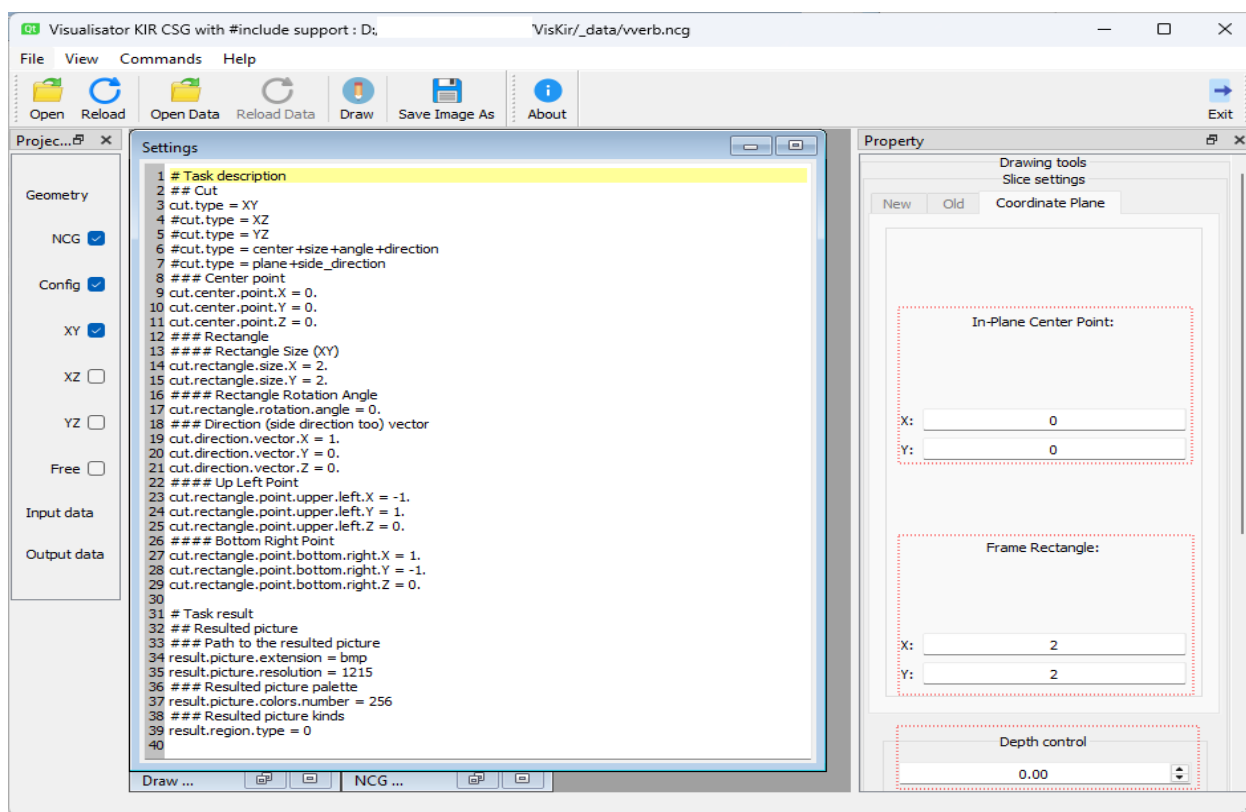 Visualisator KIR CSG with #include support : D:, 'VisKir/_data/vverb.ncg
File View Commands Help
Open Reload Open Data Reload Data Draw Save Image As About Exit
Projec...
Geometry
NCG
Config
XY
XZ
YZ
Free
Input data
Output data
Settings
1 # Task description
2 ## Cut
3 cut.type = XY
4 #cut.type = XZ
5 #cut.type = YZ
6 #cut.type = center+size+angle+direction
7 #cut.type = plane+side_direction
8 ### Center point
9 cut.center.point.X = 0.
10 cut.center.point.Y = 0.
11 cut.center.point.Z = 0.
12 ### Rectangle
13 #### Rectangle Size (XY)
14 cut.rectangle.size.X = 2.
15 cut.rectangle.size.Y = 2.
16 #### Rectangle Rotation Angle
17 cut.rectangle.rotation.angle = 0.
18 ### Direction (side direction too) vector
19 cut.direction.vector.X = 1.
20 cut.direction.vector.Y = 0.
21 cut.direction.vector.Z = 0.
22 #### Up Left Point
23 cut.rectangle.point.upper.left.X = -1.
24 cut.rectangle.point.upper.left.Y = 1.
25 cut.rectangle.point.upper.left.Z = 0.
26 #### Bottom Right Point
27 cut.rectangle.point.bottom.right.X = 1.
28 cut.rectangle.point.bottom.right.Y = -1.
29 cut.rectangle.point.bottom.right.Z = 0.
30
31 # Task result
32 ## Resulted picture
33 ### Path to the resulted picture
34 result.picture.extension = bmp
35 result.picture.resolution = 1215
36 ### Resulted picture palette
37 result.picture.colors.number = 256
38 ### Resulted picture kinds
39 result.region.type = 0
40
Draw ... NCG ...
Property
Drawing tools
Slice settings
New Old Coordinate Plane
In-Plane Center Point:
X: 0
Y: 0
Frame Rectangle:
X: 2
Y: 2
Depth control
0.00